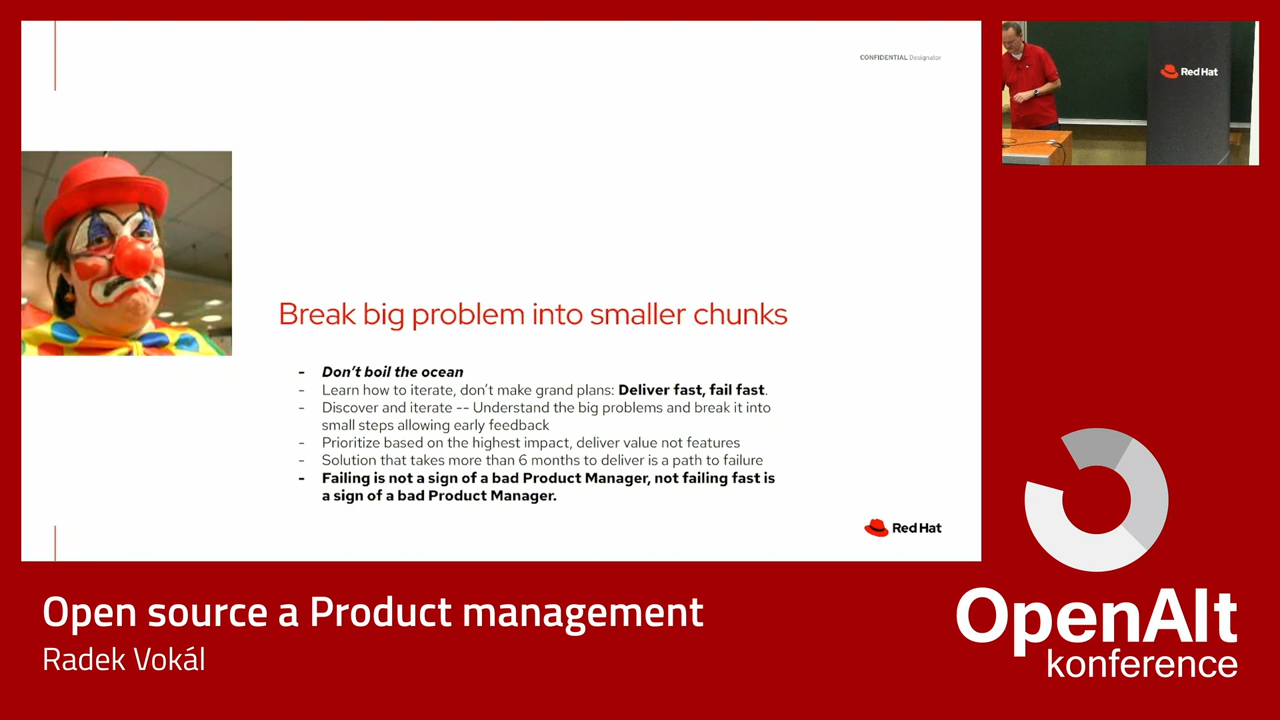 CONFIDENTIAL Designator
Break big problem into smaller chunks
- Don't boil the ocean
- Learn how to iterate, don't make grand plans: Deliver fast, fail fast.
- Discover and iterate -- Understand the big problems and break it into
small steps allowing early feedback
- Prioritize based on the highest impact, deliver value not features
- Solution that takes more than 6 months to deliver is a path to failure
- Failing is not a sign of a bad Product Manager, not failing fast is
a sign of a bad Product Manager.
Red Hat
Red Hat
Open source a Product management
Radek Vokál
OpenAlt
konference